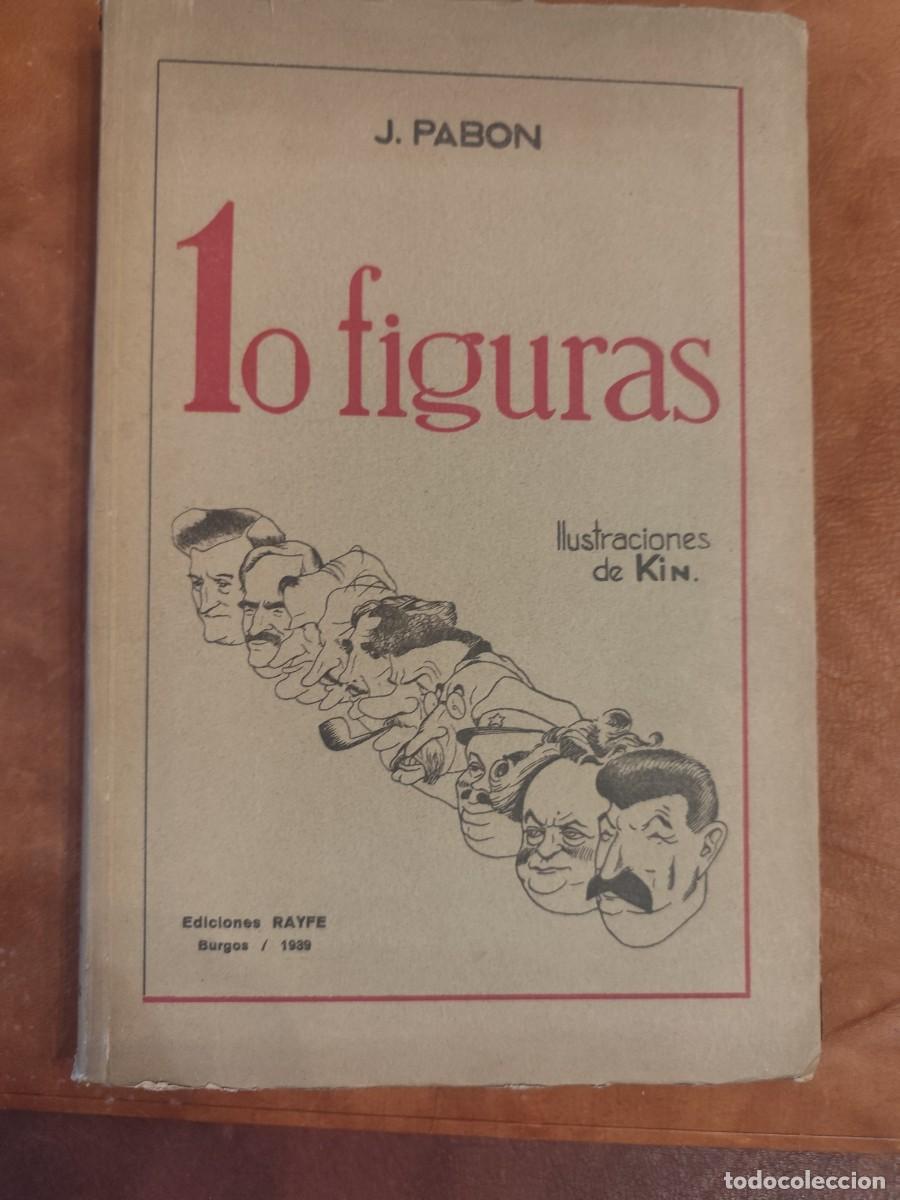 J. PABON
10 figuras
Ilustraciones
de KIN.
Ediciones RAYFE
Burgos / 1939
todocoleccion